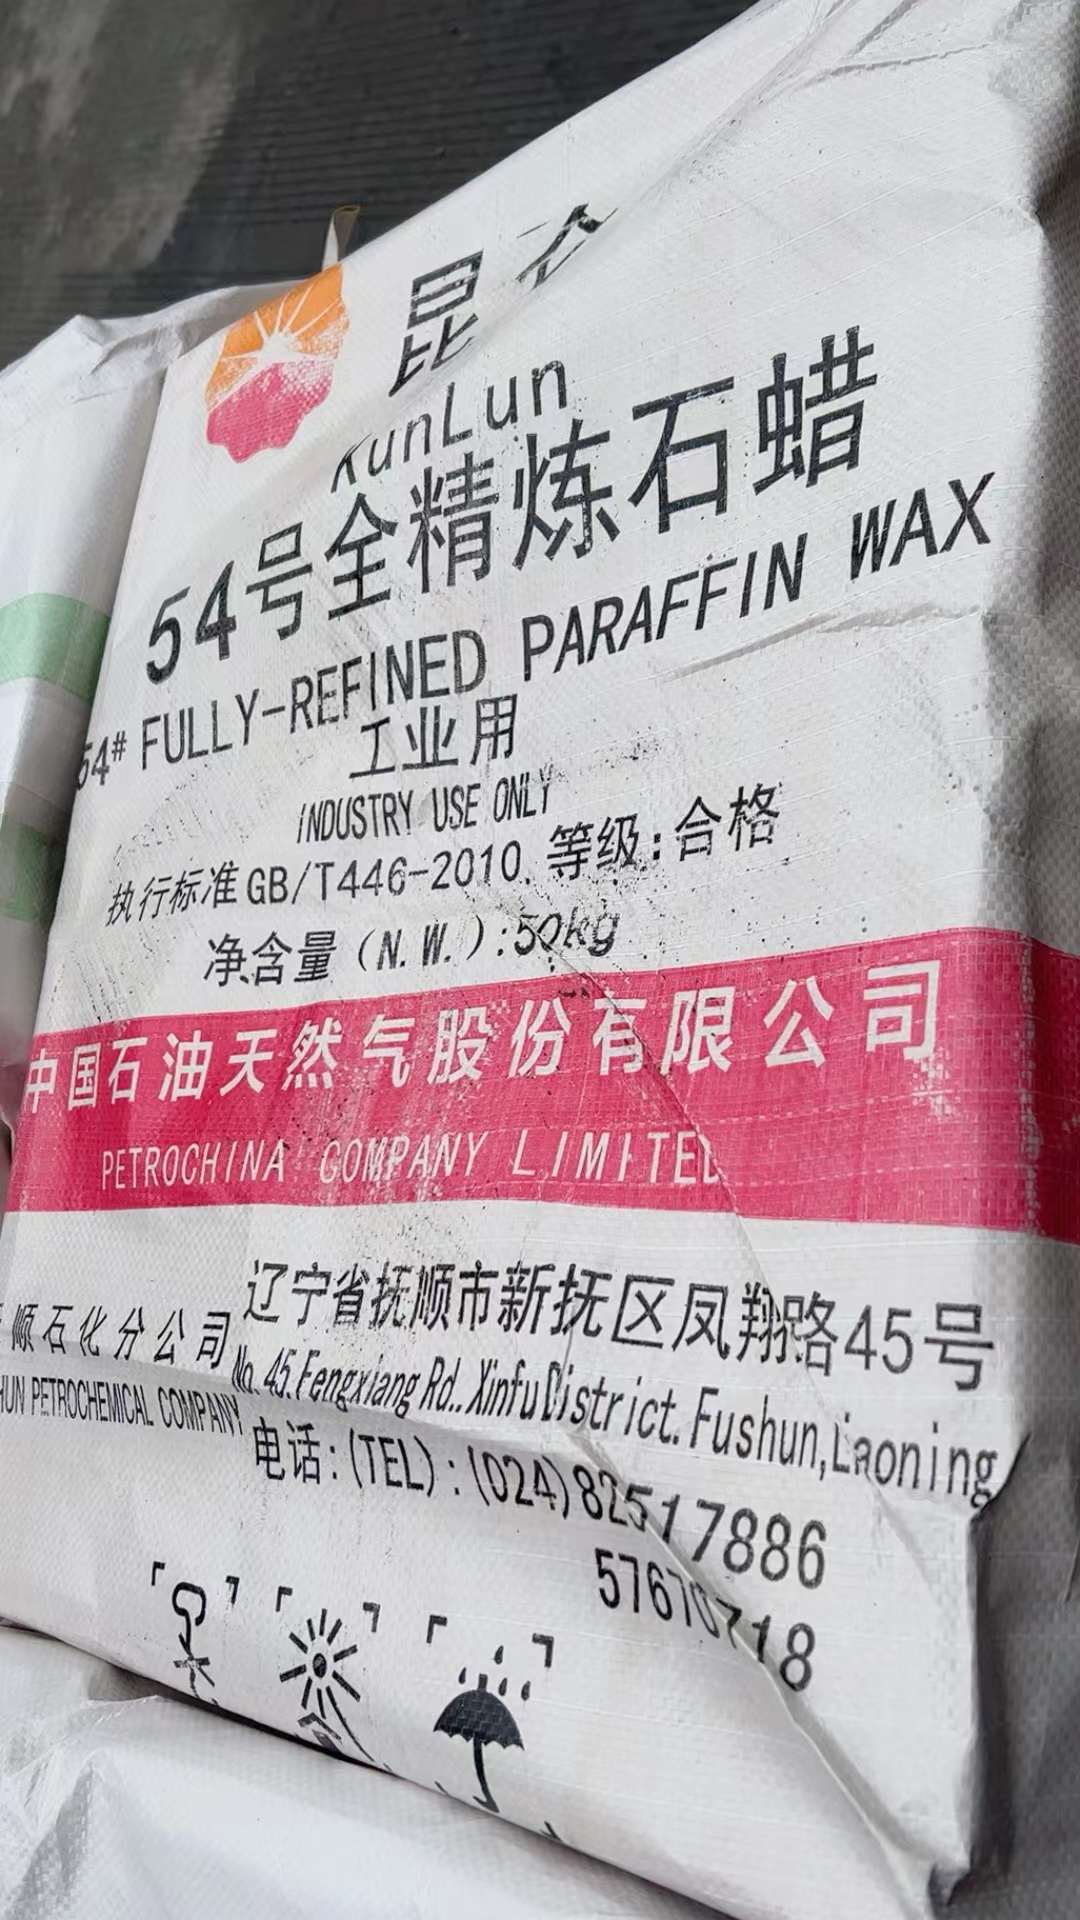 昆仑
KunLun
54号全精炼石蜡
54# FULLY-REFINED PARAFFIN WAX
工业用
INDUSTRY USE ONLY
执行标准GB/T446-2010 等级:合格
净含量(N.W.):50kg
中国石油天然气股份有限公司
PETROCHINA COMPANY LIMITED
顺石化分公司
HUN PETROCHEMICAL COMPANY
辽宁省抚顺市新抚区凤翔路45号
No.45.Fengxiang Rd..Xinfu District.Fushun,Liaoning
电话:(TEL):(024)82517886
57670718